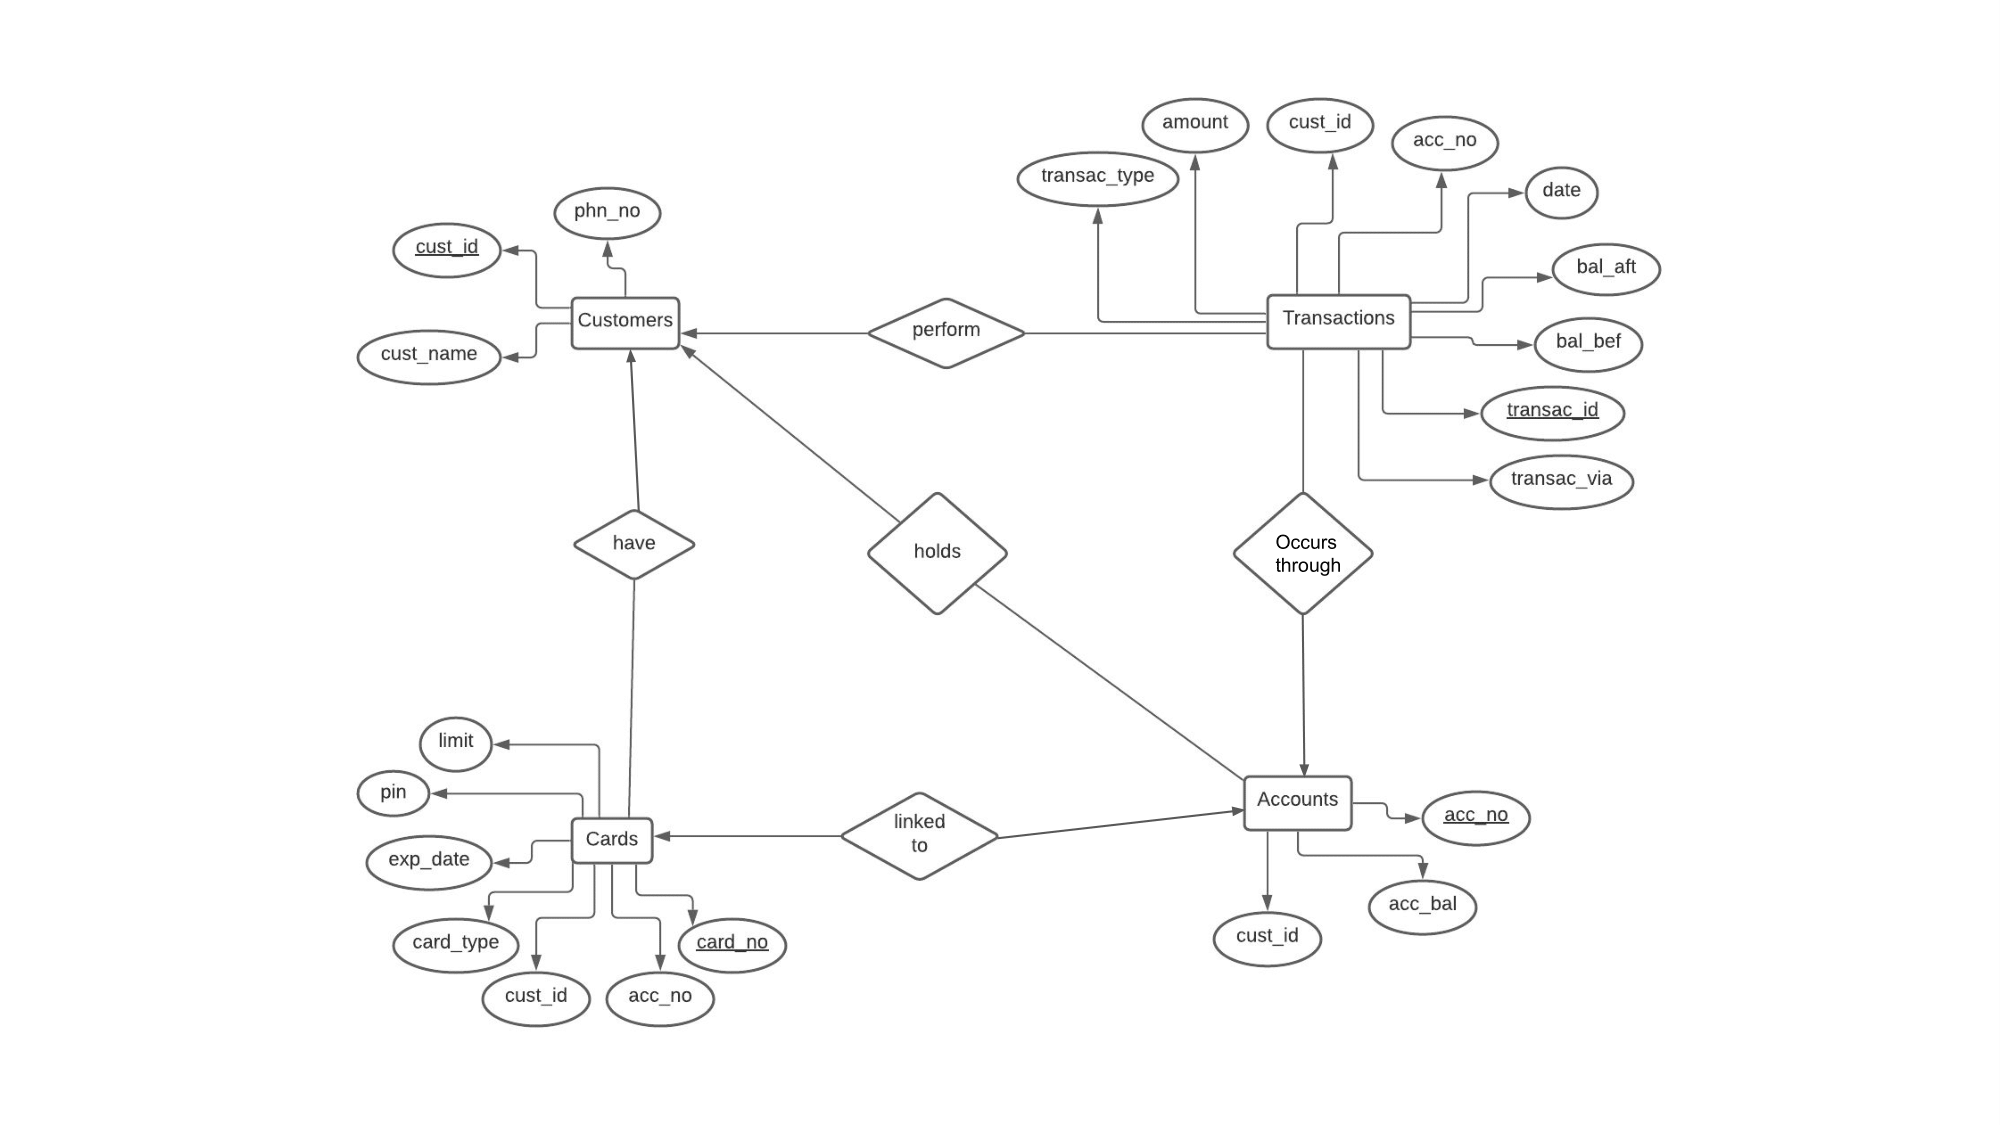 amount
cust_id
acc_no
transac_type
date
phn_no
cust_id
bal_aft
Customers
perform
Transactions
bal_bef
cust_name
transac_id
transac_via
have
holds
Occurs
through
limit
pin
Accounts
acc_no
linked
to
Cards
exp_date
acc_bal
card_type
card_no
cust_id
cust_id
acc_no